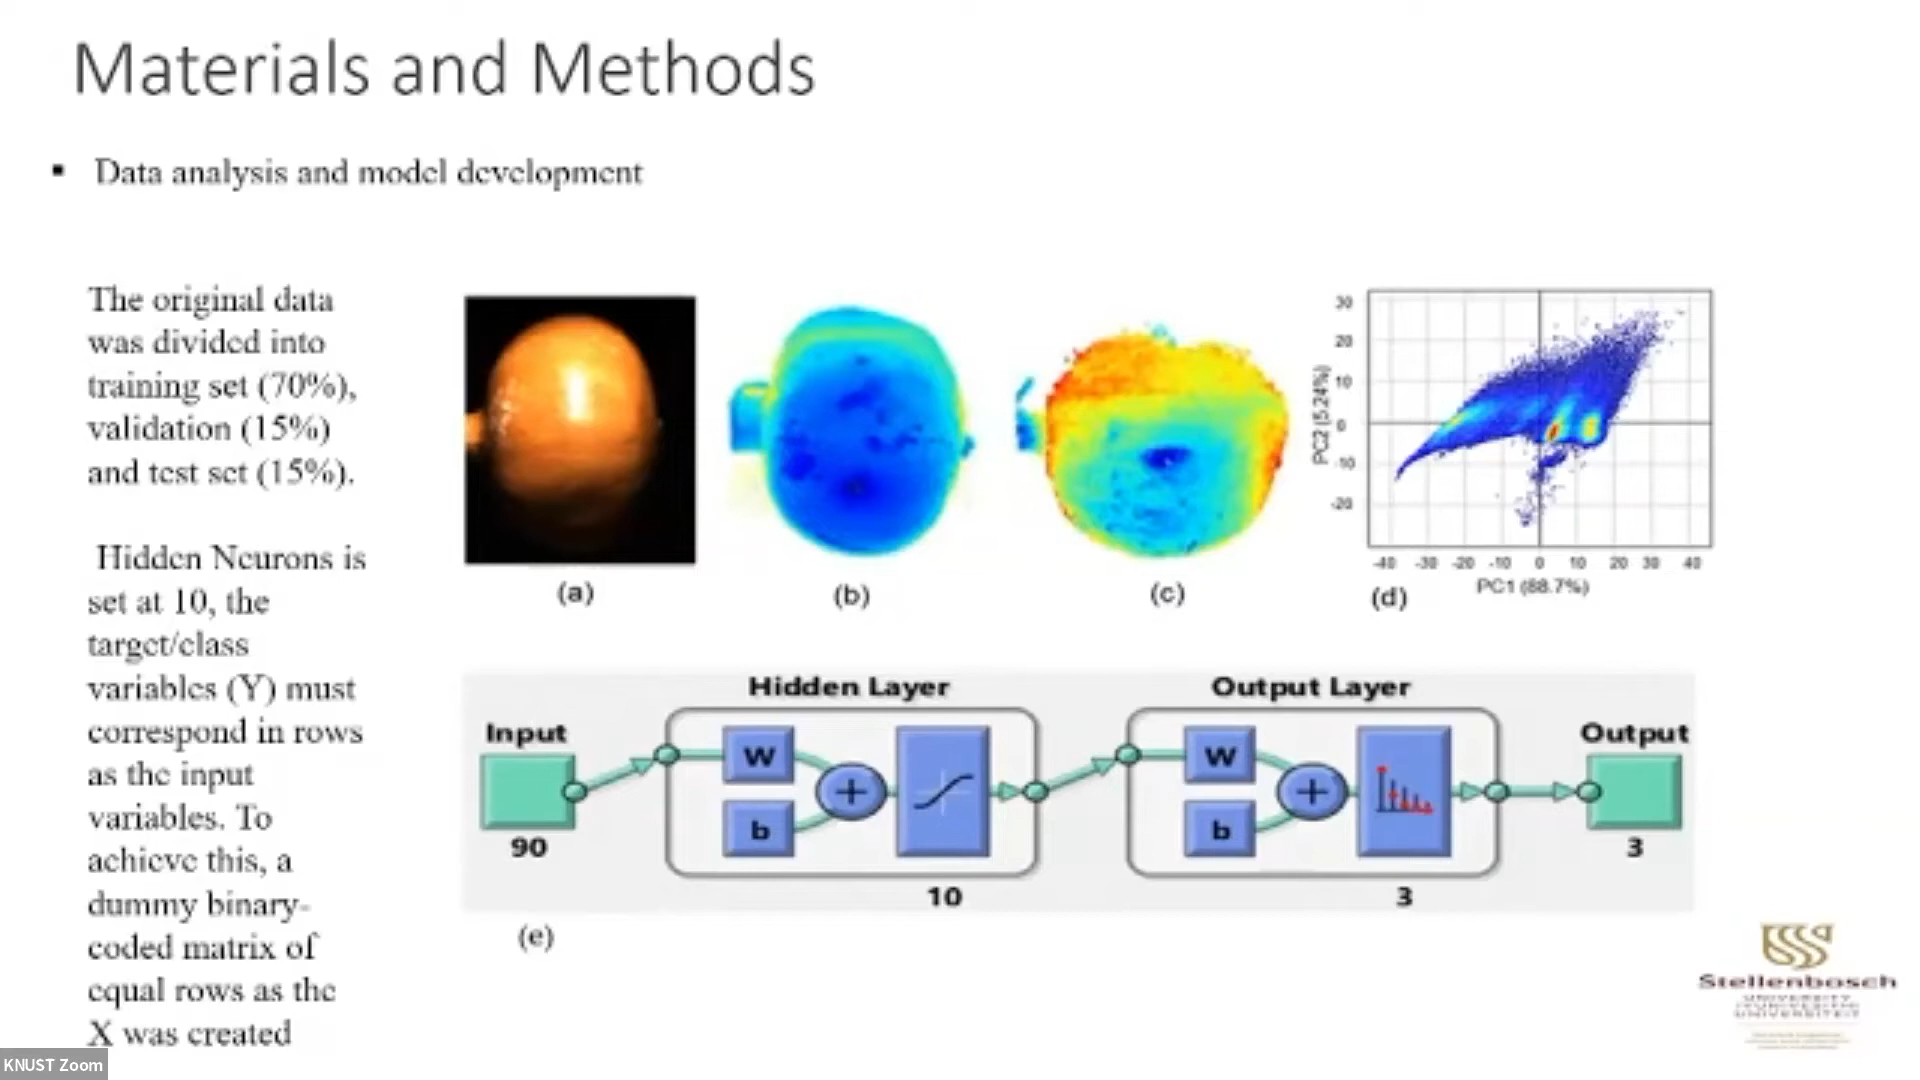 Materials and Methods
▪ Data analysis and model development
The original data
was divided into
training set (70%),
validation (15%)
and test set (15%).
Hidden Neurons is
set at 10, the
target/class
variables (Y) must
correspond in rows
as the input
variables. To
achieve this, a
dummy binary-
coded matrix of
equal rows as the
X was created
(a)
(b)
(c)
(d)
PC2 (5.24%)
30
20
10
0
-10
-20
-40 -30 -20 -10 0 10 20 30 40
PC1 (88.7%)
Hidden Layer
Output Layer
Input
Output
W
b
W
b
90
10
3
3
(e)
Stellenbosch
UNIVERSITY
IYUNIVESITHI
UNIVERSITEIT
KNUST Zoom